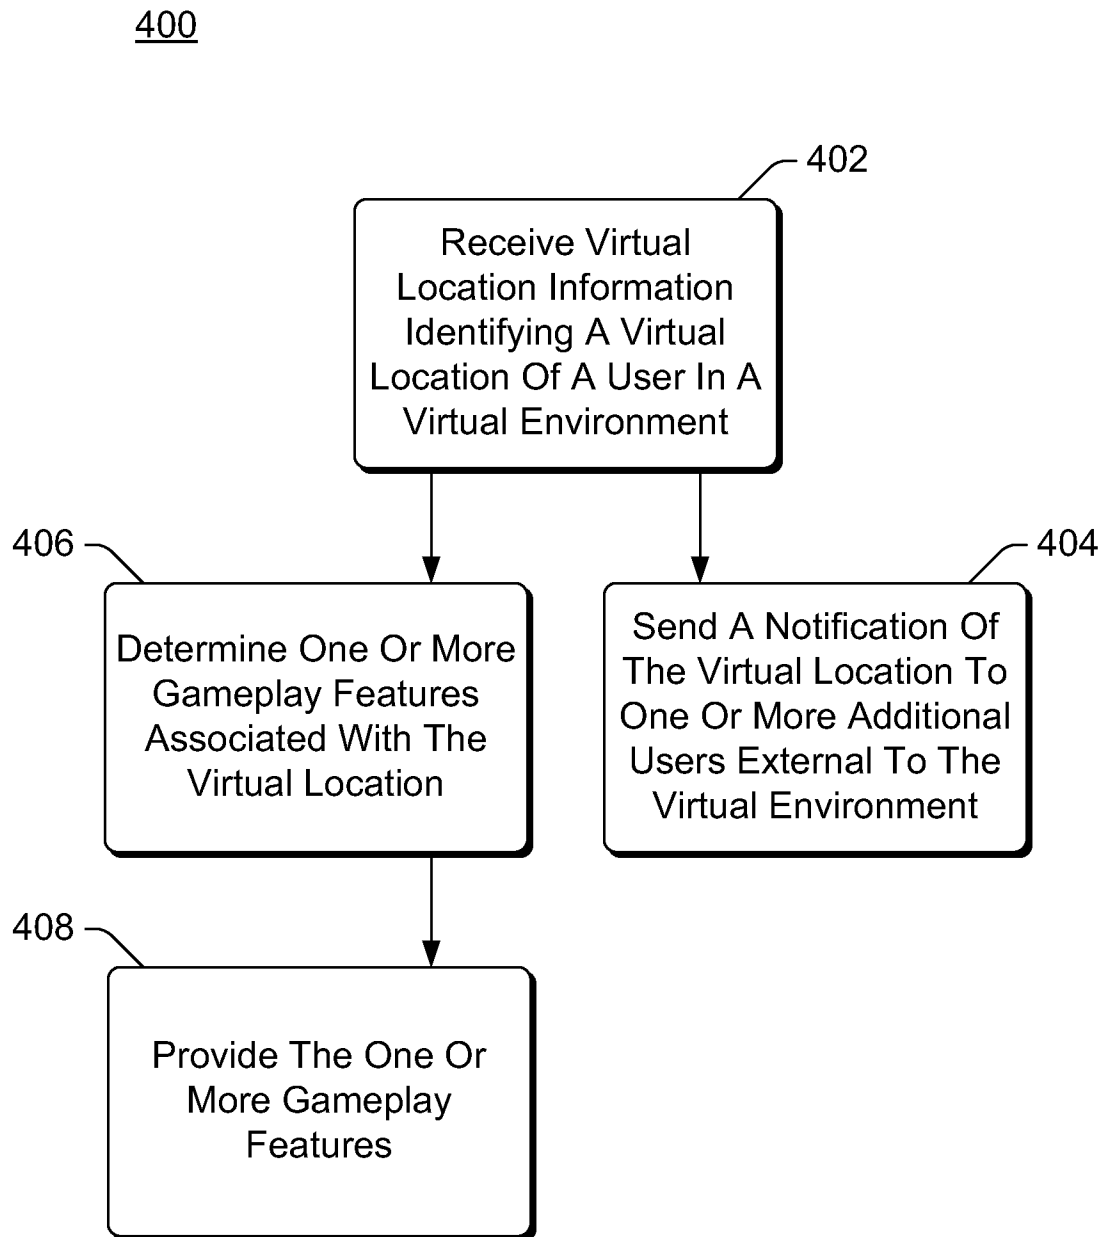 400
402
Receive Virtual
Location Information
Identifying A Virtual
Location Of A User In A
Virtual Environment
406
Determine One Or More
Gameplay Features
Associated With The
Virtual Location
404
Send A Notification Of
The Virtual Location To
One Or More Additional
Users External To The
Virtual Environment
408
Provide The One Or
More Gameplay
Features